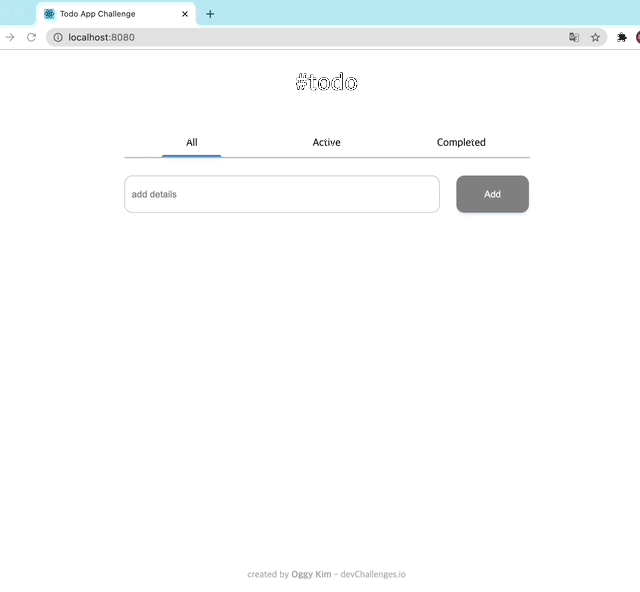 Todo App Challenge
localhost:8080
#todo
All Active Completed
add details Add
created by Oggy Kim - devChallenges.io